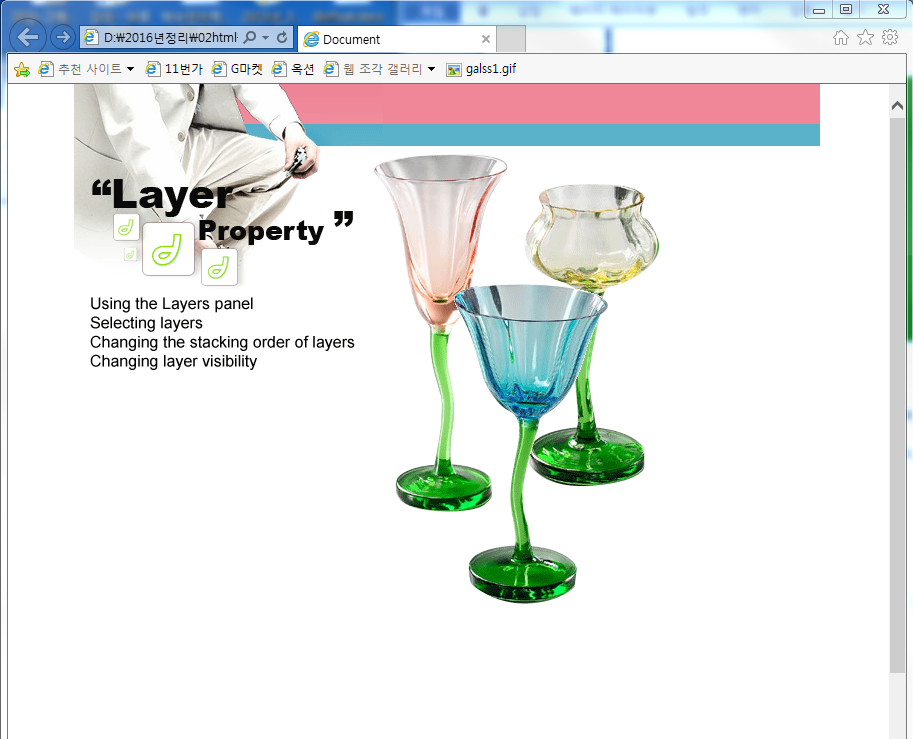 D:₩2016년정리₩02html
Document
추천 사이트
11번가
G마켓
옥션
웹 조각 갤러리
galss1.gif
“Layer
Property ”
Using the Layers panel
Selecting layers
Changing the stacking order of layers
Changing layer visibility